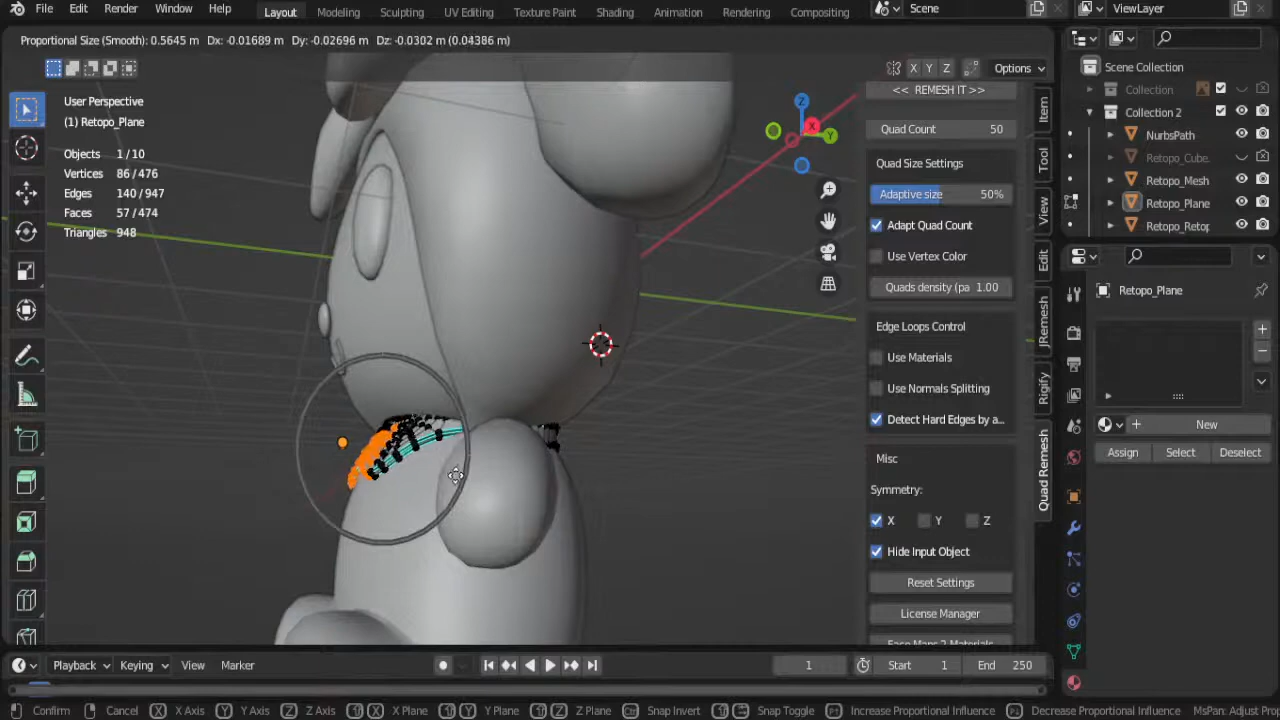 File Edit Render Window Help Layout Modeling Sculpting UV Editing Texture Paint Shading Animation Rendering Compositing Scene ViewLayer
Proportional Size (Smooth): 0.5645 m Dx: -0.01689 m Dy: -0.02696 m Dz: -0.0302 m (0.04386 m)
X Y Z Options
Scene Collection
Collection
Collection 2
NurbsPath
Retopo_Cube.
Retopo_Mesh
Retopo_Plane
Retopo_Retop
User Perspective
(1) Retopo_Plane
Objects 1/10
Vertices 86/476
Edges 140/947
Faces 57/474
Triangles 948
Z
X
Y
<< REMESH IT >>
Quad Count 50
Quad Size Settings
Adaptive size 50%
Adapt Quad Count
Use Vertex Color
Quads density (pa 1.00
Edge Loops Control
Use Materials
Use Normals Splitting
Detect Hard Edges by a...
Misc
Symmetry:
X Y Z
Hide Input Object
Reset Settings
License Manager
Item
Tool
View
Edit
JRemesh
Rigify
Quad Remesh
Retopo_Plane
New
Assign Select Deselect
Playback Keying View Marker 1 Start 1 End 250
Confirm Cancel X X Axis Y Y Axis Z Z Axis X X Plane Y Y Plane Z Z Plane Ctrl Snap Invert Snap Toggle Increase Proportional Influence Decrease Proportional Influence MsPan: Adjust Pro